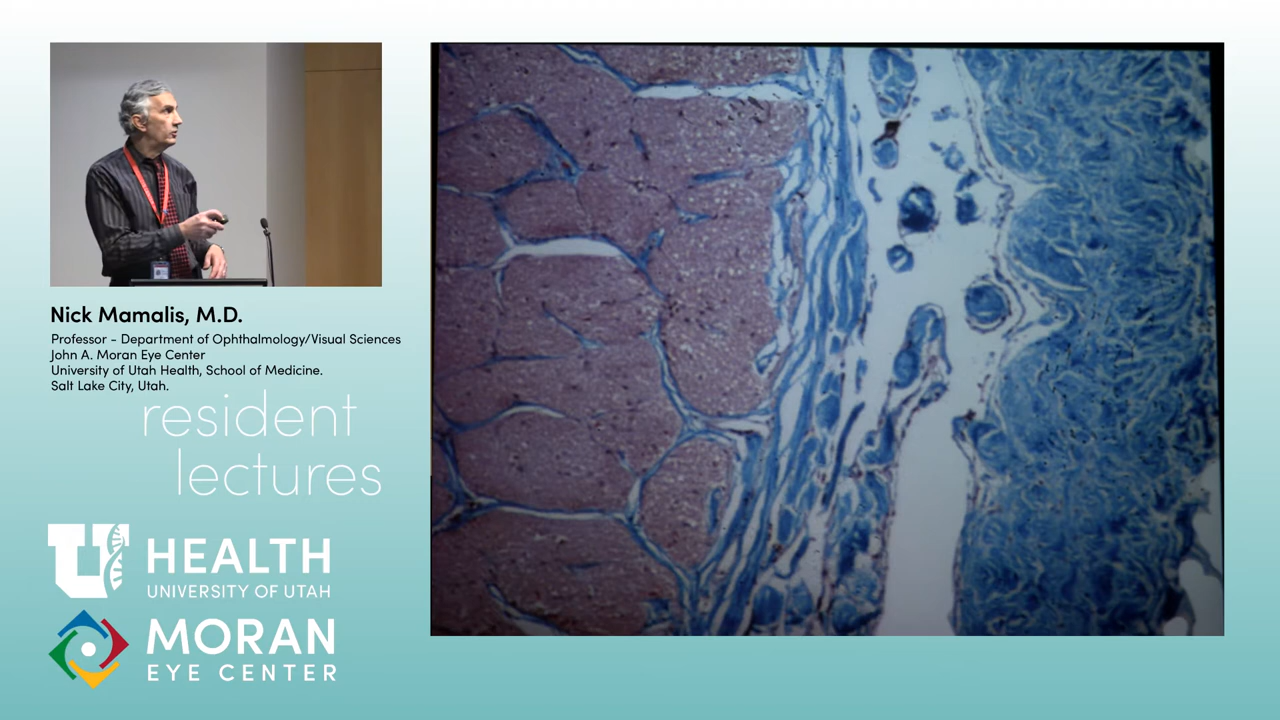 Nick Mamalis, M.D.
Professor - Department of Ophthalmology/Visual Sciences
John A. Moran Eye Center
University of Utah Health, School of Medicine.
Salt Lake City, Utah.
resident
lectures
U HEALTH
UNIVERSITY OF UTAH
MORAN
EYE CENTER